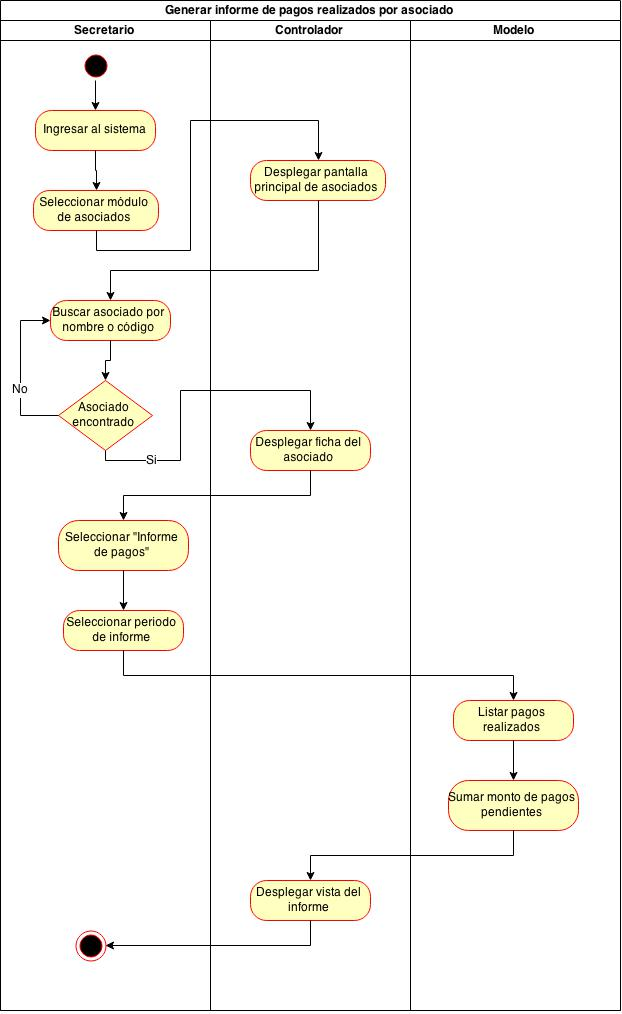 Generar informe de pagos realizados por asociado
Secretario
Controlador
Modelo
Ingresar al sistema
Desplegar pantalla
principal de asociados
Seleccionar módulo
de asociados
Buscar asociado por
nombre o código
No
Asociado
encontrado
Si
Desplegar ficha del
asociado
Seleccionar "Informe
de pagos"
Seleccionar periodo
de informe
Listar pagos
realizados
Sumar monto de pagos
pendientes
Desplegar vista del
informe